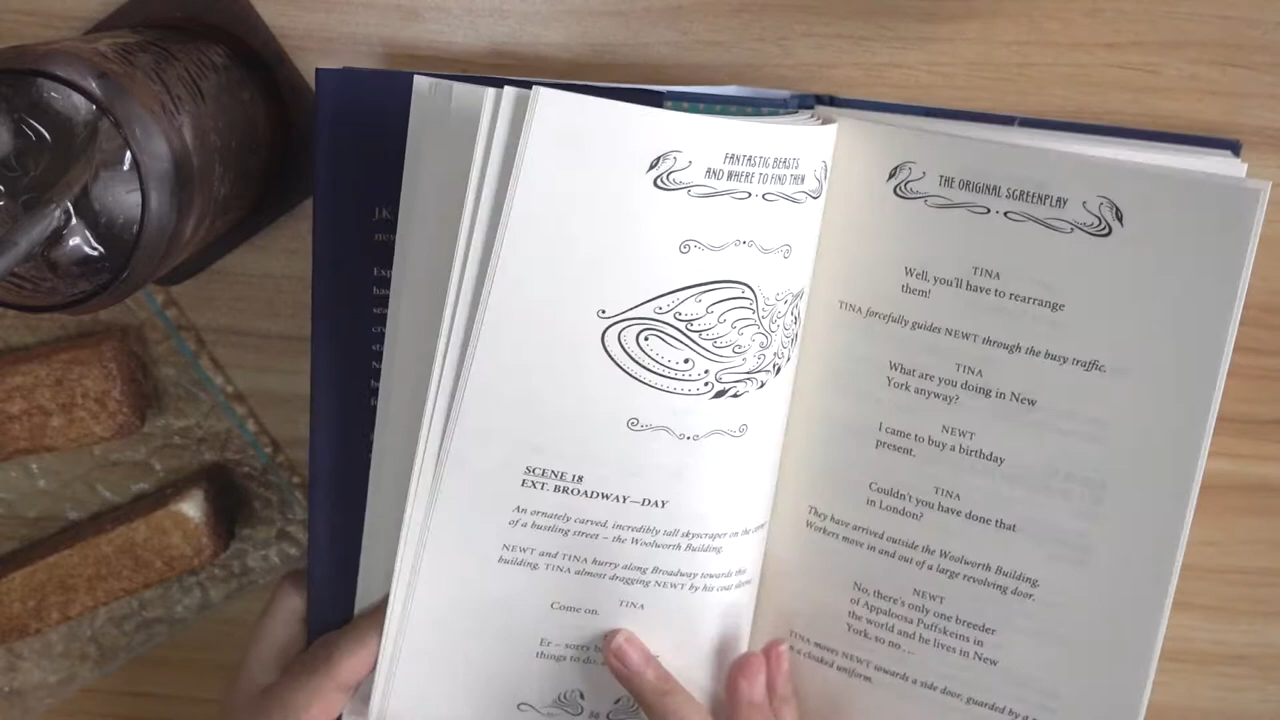 J.K
Exp
has
sea
FANTASTIC BEASTS
AND WHERE TO FIND THEM
SCENE 18
EXT. BROADWAY—DAY
An ornately carved, incredibly tall skyscraper on the
of a bustling street – the Woolworth Building.
NEWT and TINA hurry along Broadway towards this
building, TINA almost dragging NEWT by his coat
TINA
Come on.
Er – sorry
things to do.
36
THE ORIGINAL SCREENPLAY
TINA
Well, you'll have to rearrange
them!
TINA forcefully guides NEWT through the busy traffic.
TINA
What are you doing in New
York anyway?
NEWT
I came to buy a birthday
present.
TINA
Couldn't you have done that
in London?
They have arrived outside the Woolworth Building.
Workers move in and out of a large revolving door.
NEWT
No, there's only one breeder
of Appaloosa Puffskeins in
the world and he lives in New
York, so no ...
TINA moves NEWT towards a side door, guarded by a
a cloaked uniform.